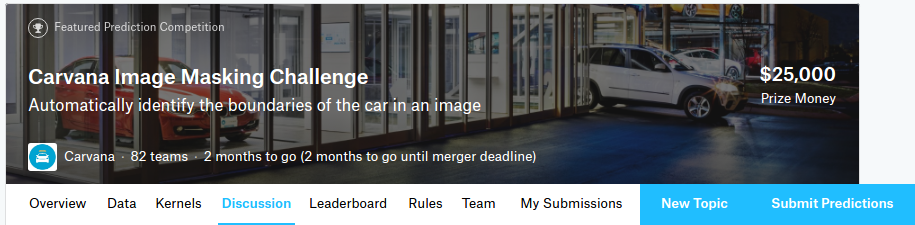 Featured Prediction Competition
Carvana Image Masking Challenge
Automatically identify the boundaries of the car in an image
$25,000
Prize Money
Carvana · 82 teams · 2 months to go (2 months to go until merger deadline)
Overview Data Kernels Discussion Leaderboard Rules Team My Submissions New Topic Submit Predictions